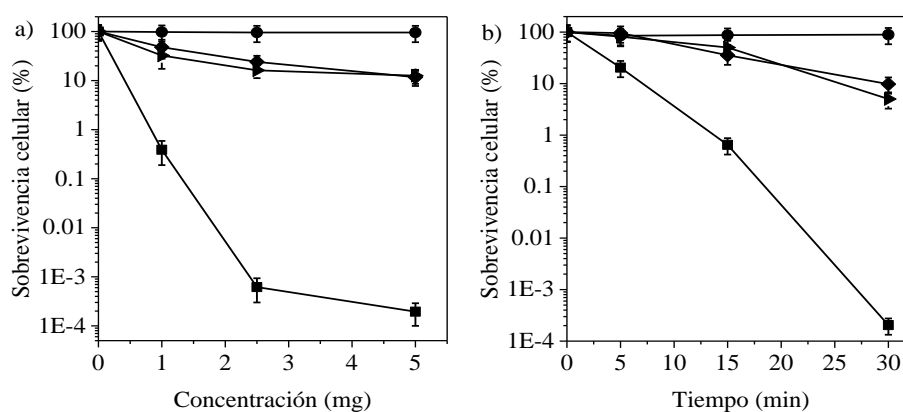 a)
Sobrevivencia celular (%)
100
10
1
0.1
0.01
1E-3
1E-4
0 1 2 3 4 5
Concentración (mg)
b)
Sobrevivencia celular (%)
100
10
1
0.1
0.01
1E-3
1E-4
0 5 10 15 20 25 30
Tiempo (min)